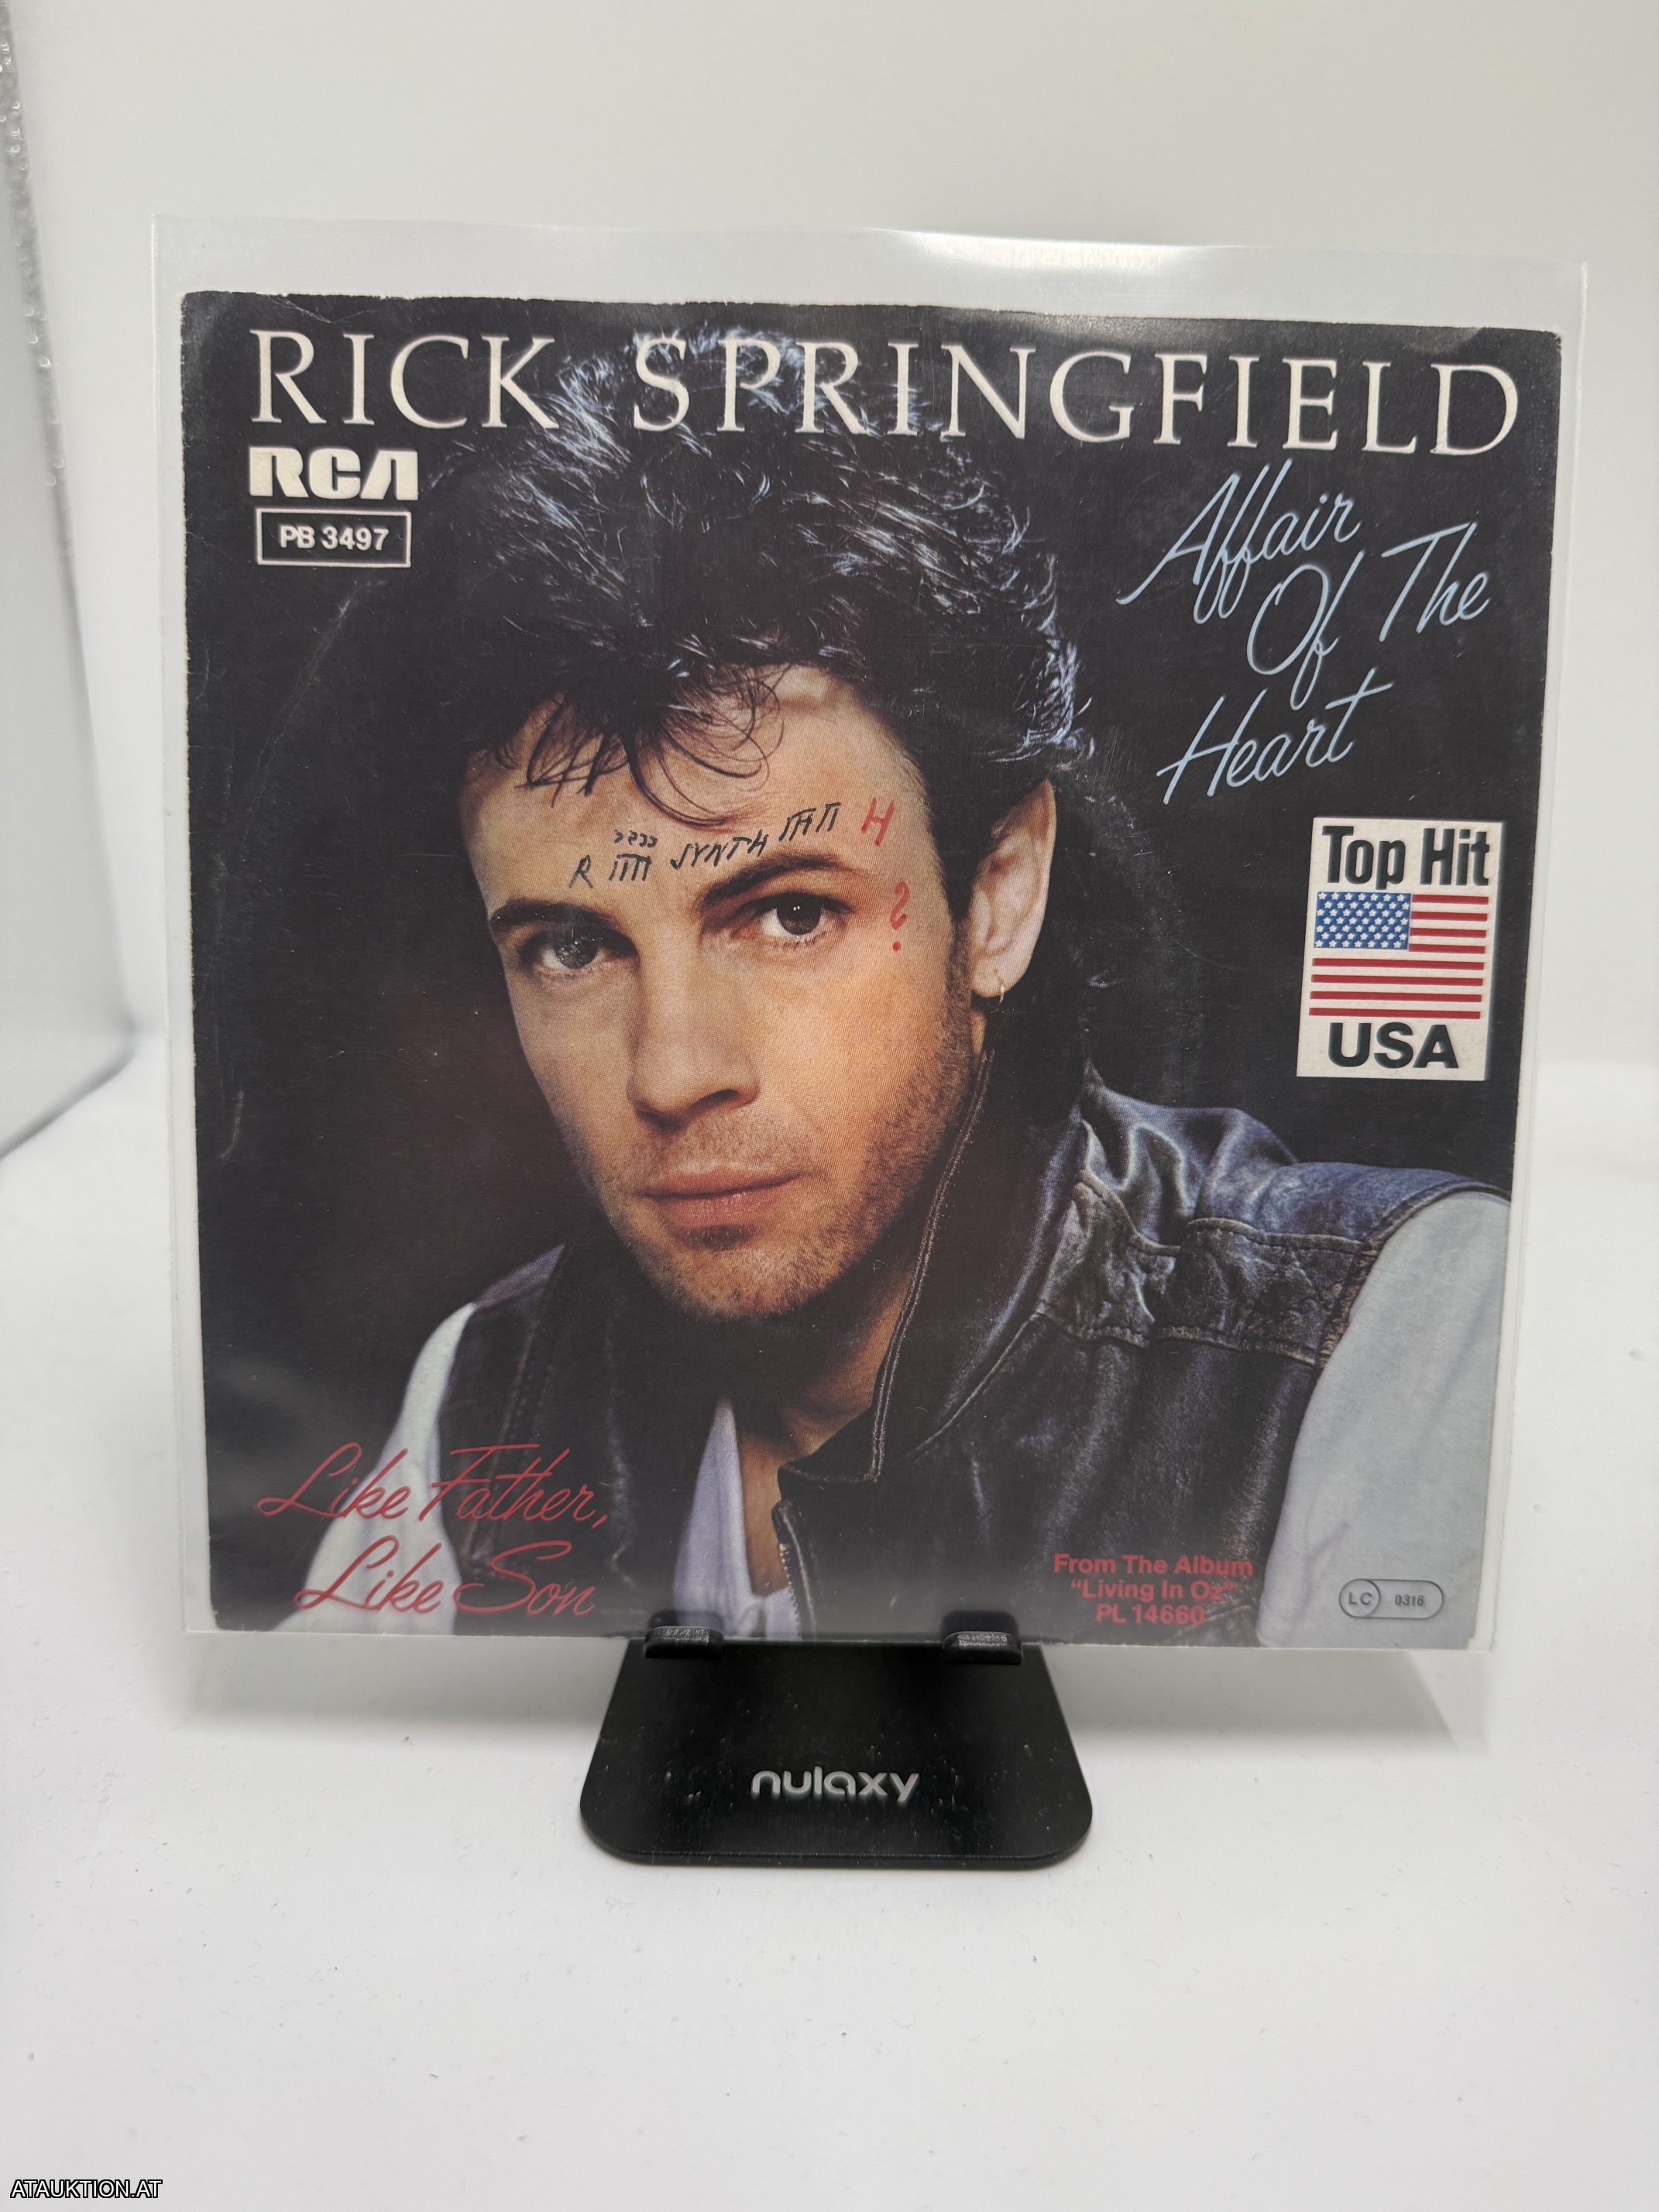 RICK SPRINGFIELD
RCA
PB 3497
Affair
Of The
Heart
SYNTH
H
?
Top Hit
USA
Like Father,
Like Son
From The Album
"Living In Oz"
PL 14660
LC 0316
nulaxy
ATAUKTION.AT